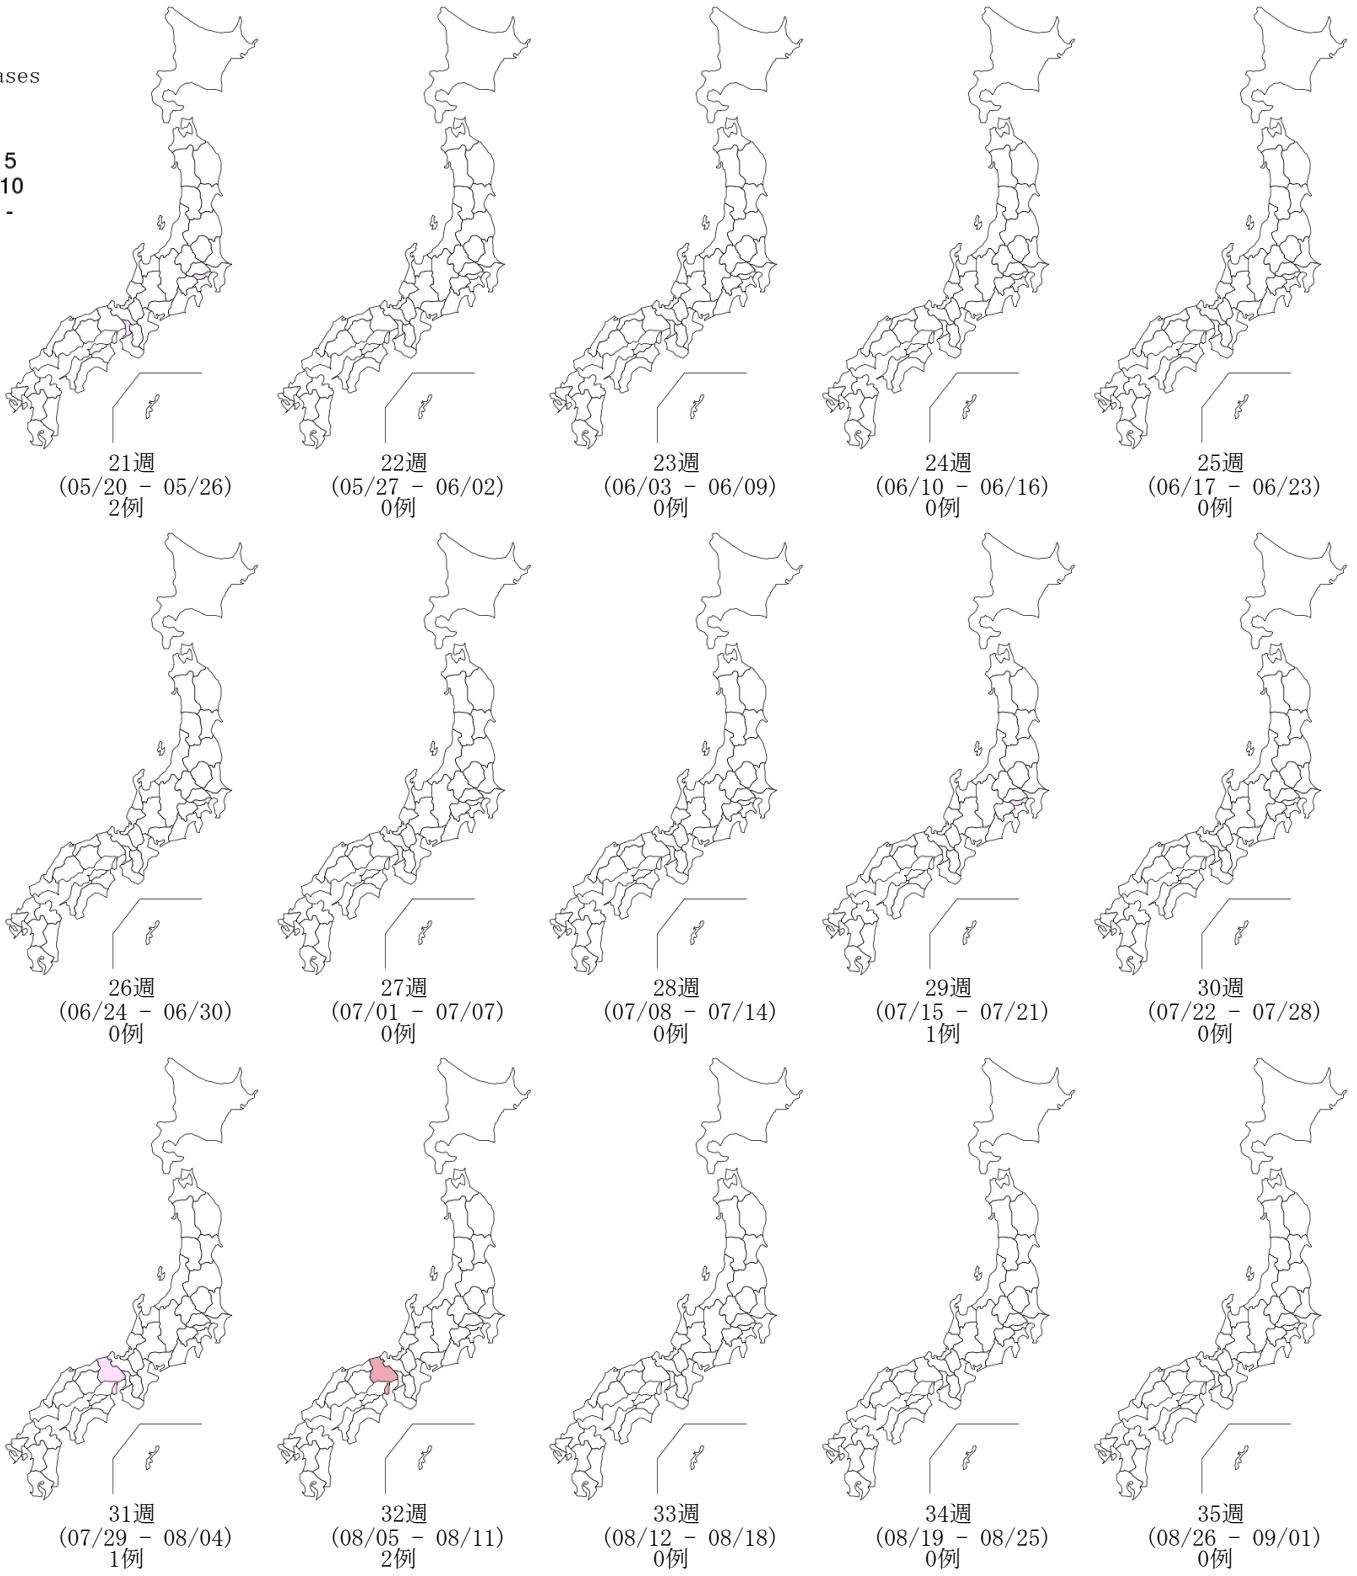 ases
5
10
-
21週
(05/20 - 05/26)
2例
22週
(05/27 - 06/02)
0例
23週
(06/03 - 06/09)
0例
24週
(06/10 - 06/16)
0例
25週
(06/17 - 06/23)
0例
26週
(06/24 - 06/30)
0例
27週
(07/01 - 07/07)
0例
28週
(07/08 - 07/14)
0例
29週
(07/15 - 07/21)
1例
30週
(07/22 - 07/28)
0例
31週
(07/29 - 08/04)
1例
32週
(08/05 - 08/11)
2例
33週
(08/12 - 08/18)
0例
34週
(08/19 - 08/25)
0例
35週
(08/26 - 09/01)
0例